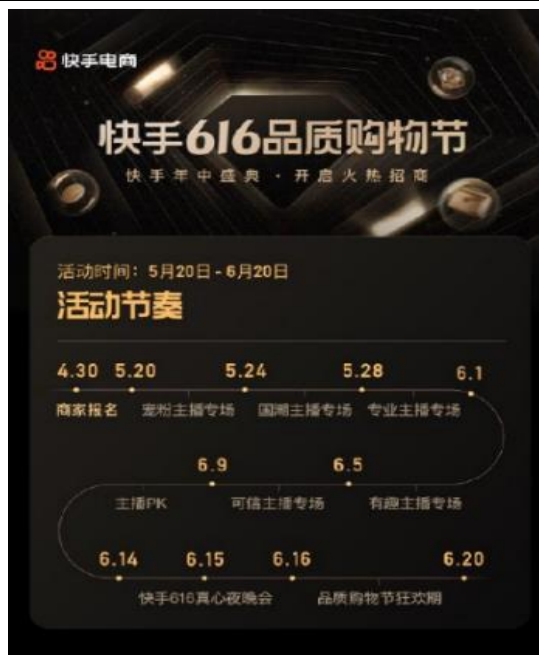 快手电商
快手616品质购物节
快手年中盛典·开启火热招商
活动时间：5月20日-6月20日
活动节奏
4.30 5.20 5.24 5.28 6.1
商家报名 宠粉主播专场 国潮主播专场 专业主播专场
6.9 6.5
主播PK 可信主播专场 有趣主播专场
6.14 6.15 6.16 6.20
快手616真心夜晚会 品质购物节狂欢期